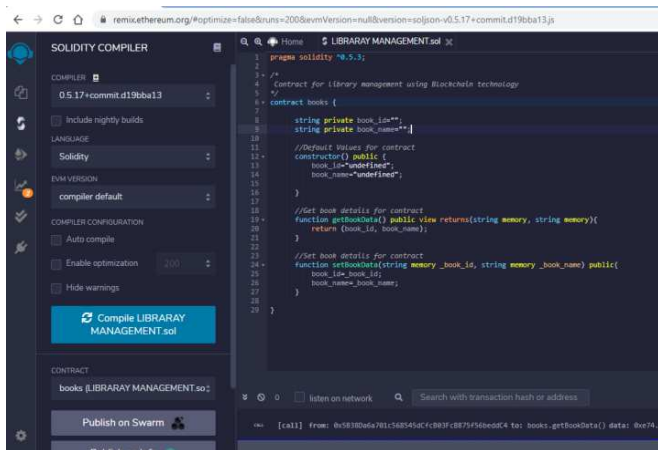 remix.ethereum.org/#optimize=false&runs=200&evmVersion=null&version=soljson-v0.5.17+commit.d19bba13.js
SOLIDITY COMPILER
COMPILER
0.5.17+commit.d19bba13
Include nightly builds
LANGUAGE
Solidity
EVM VERSION
compiler default
COMPILER CONFIGURATION
Auto compile
Enable optimization 200
Hide warnings
Compile LIBRARAY
MANAGEMENT.sol
CONTRACT
books (LIBRARAY MANAGEMENT.so
Publish on Swarm
Home LIBRARAY MANAGEMENT.sol
1 pragma solidity ^0.5.3;
2
3 /*
4 Contract for Library management using Blockchain technology
5 */
6 contract books {
7
8 string private book_id="";
9 string private book_name="";
10
11 //Default Values for contract
12 constructor() public {
13 book_id="undefined";
14 book_name="undefined";
15
16 }
17
18 //Get book details for contract
19 function getBookData() public view returns(string memory, string memory){
20 return (book_id, book_name);
21 }
22
23 //Set book details for contract
24 function setBookData(string memory _book_id, string memory _book_name) public{
25 book_id=_book_id;
26 book_name=_book_name;
27 }
28
29 }
0 listen on network Search with transaction hash or address